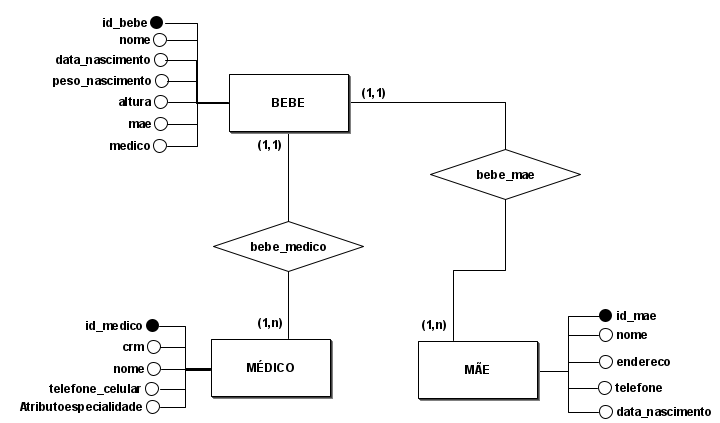 id_bebe
nome
data_nascimento
peso_nascimento
altura
mae
medico
BEBE
(1,1)
(1,1)
bebe_mae
bebe_medico
(1,n)
(1,n)
id_medico
crm
nome
telefone_celular
Atributoespecialidade
MÉDICO
MÃE
id_mae
nome
endereco
telefone
data_nascimento